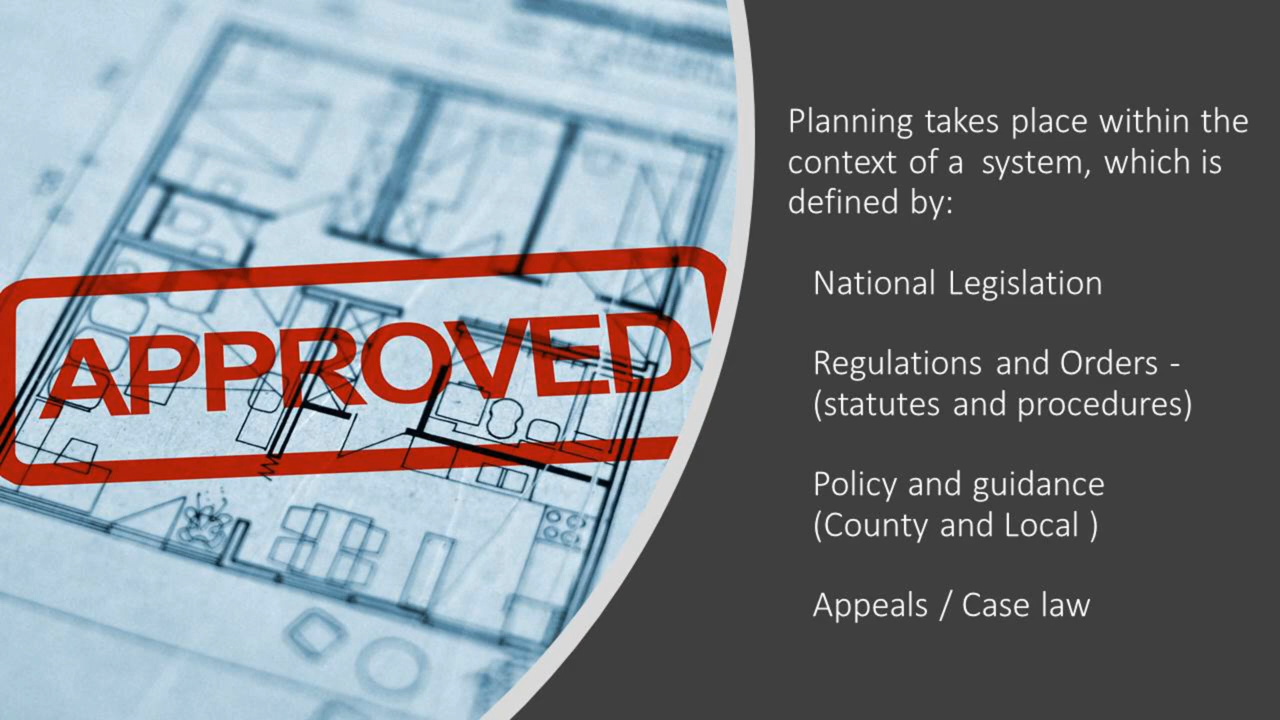 APPROVED
Planning takes place within the
context of a  system, which is
defined by:
National Legislation
Regulations and Orders -
(statutes and procedures)
Policy and guidance
(County and Local )
Appeals / Case law